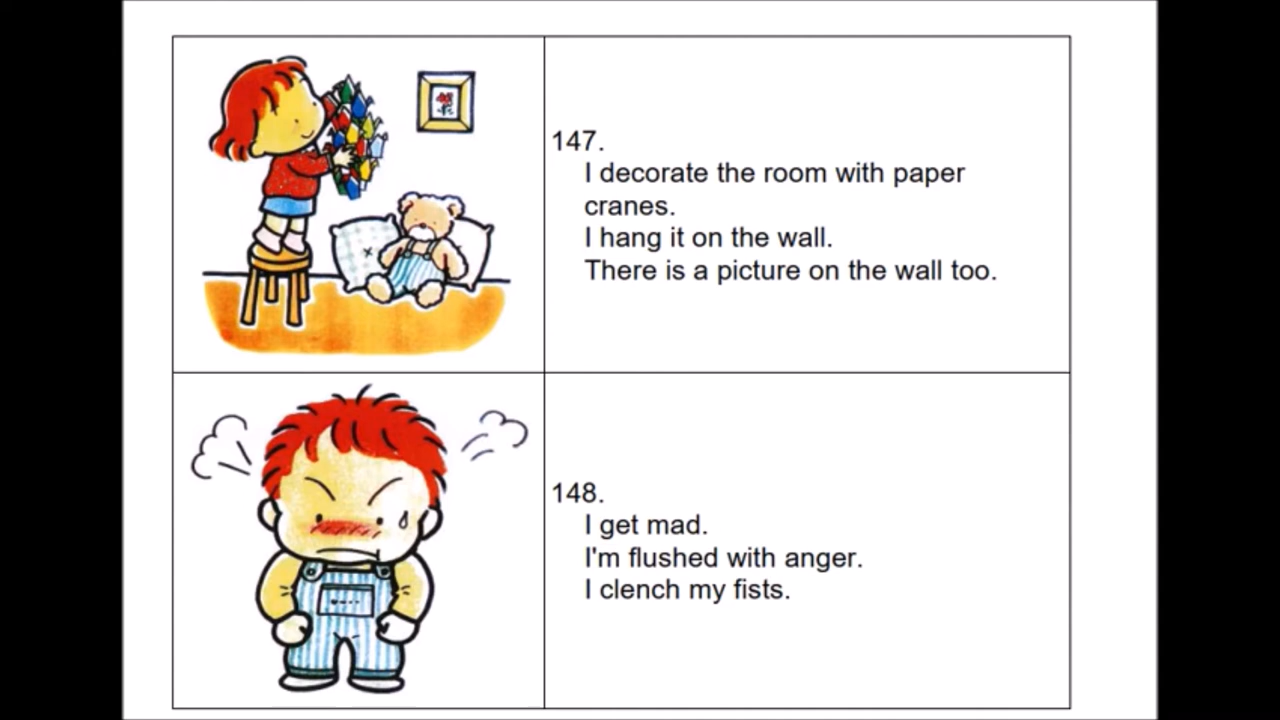 147.
I decorate the room with paper
cranes.
I hang it on the wall.
There is a picture on the wall too.
148.
I get mad.
I'm flushed with anger.
I clench my fists.